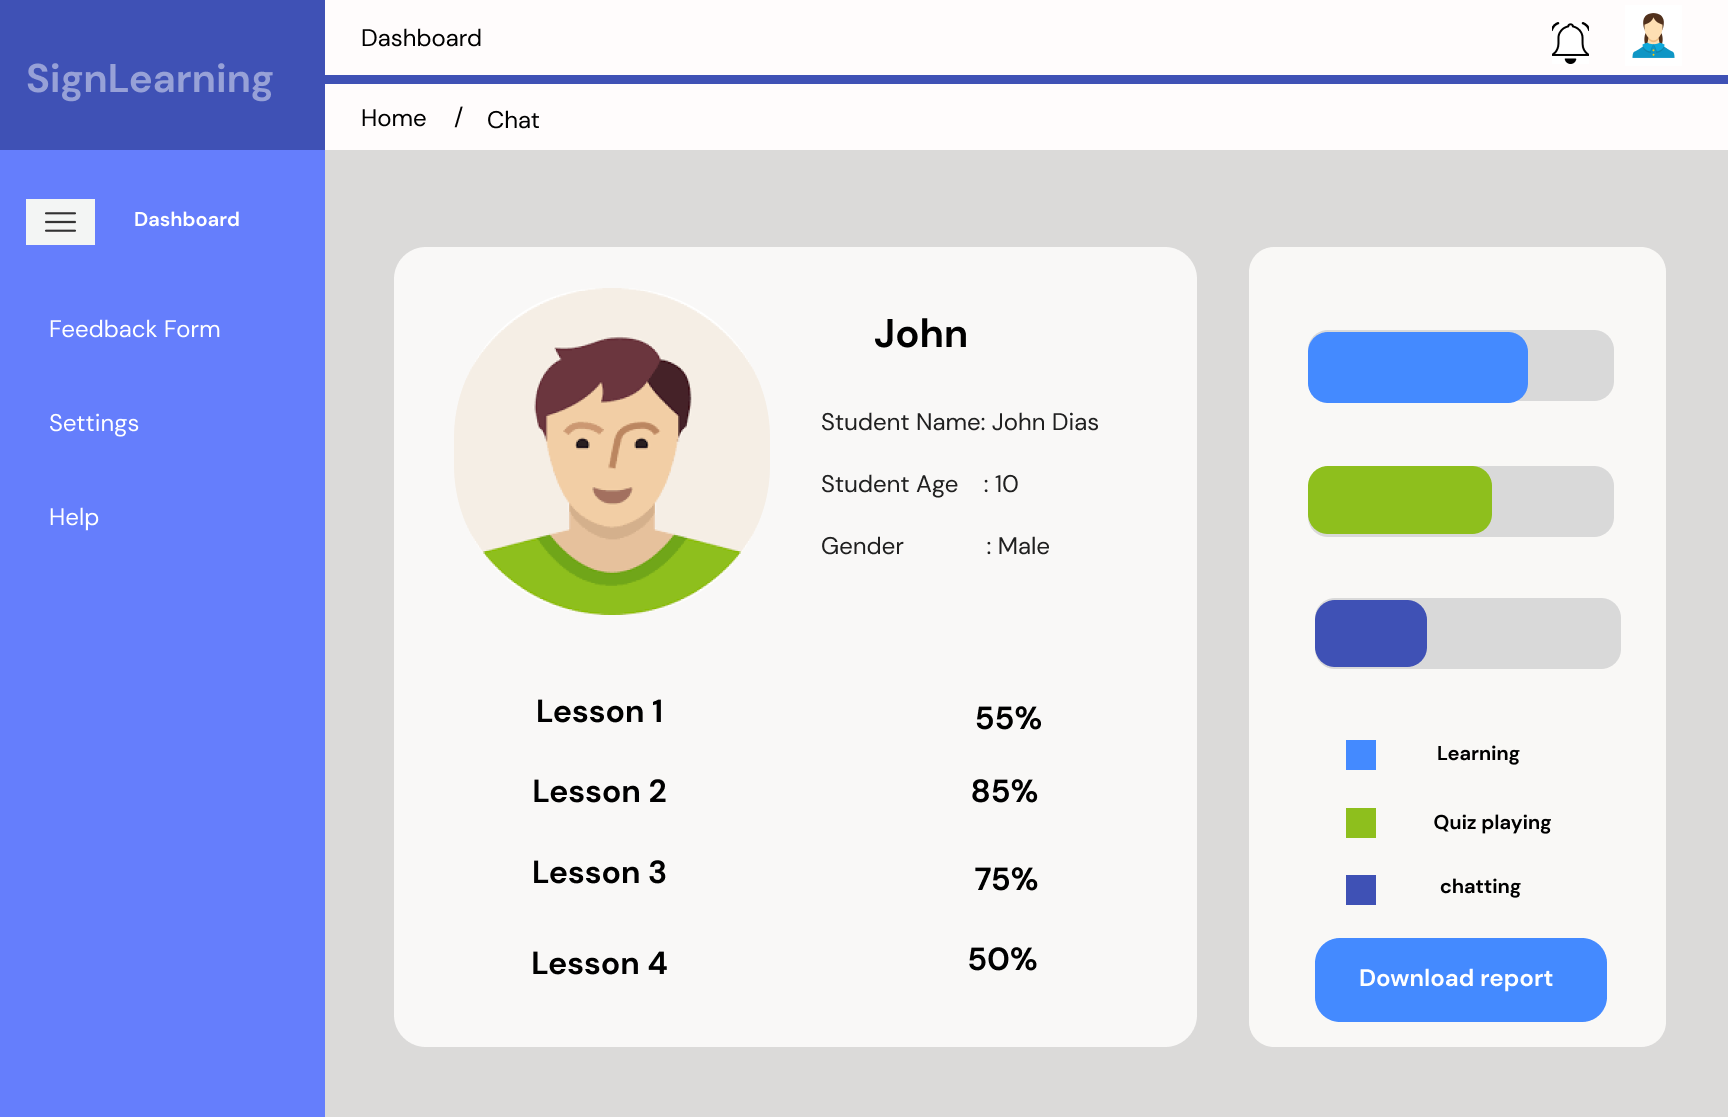 SignLearning
Dashboard
Home / Chat
Dashboard
Feedback Form
Settings
Help
John
Student Name: John Dias
Student Age : 10
Gender : Male
Lesson 1 55%
Lesson 2 85%
Lesson 3 75%
Lesson 4 50%
Learning
Quiz playing
chatting
Download report